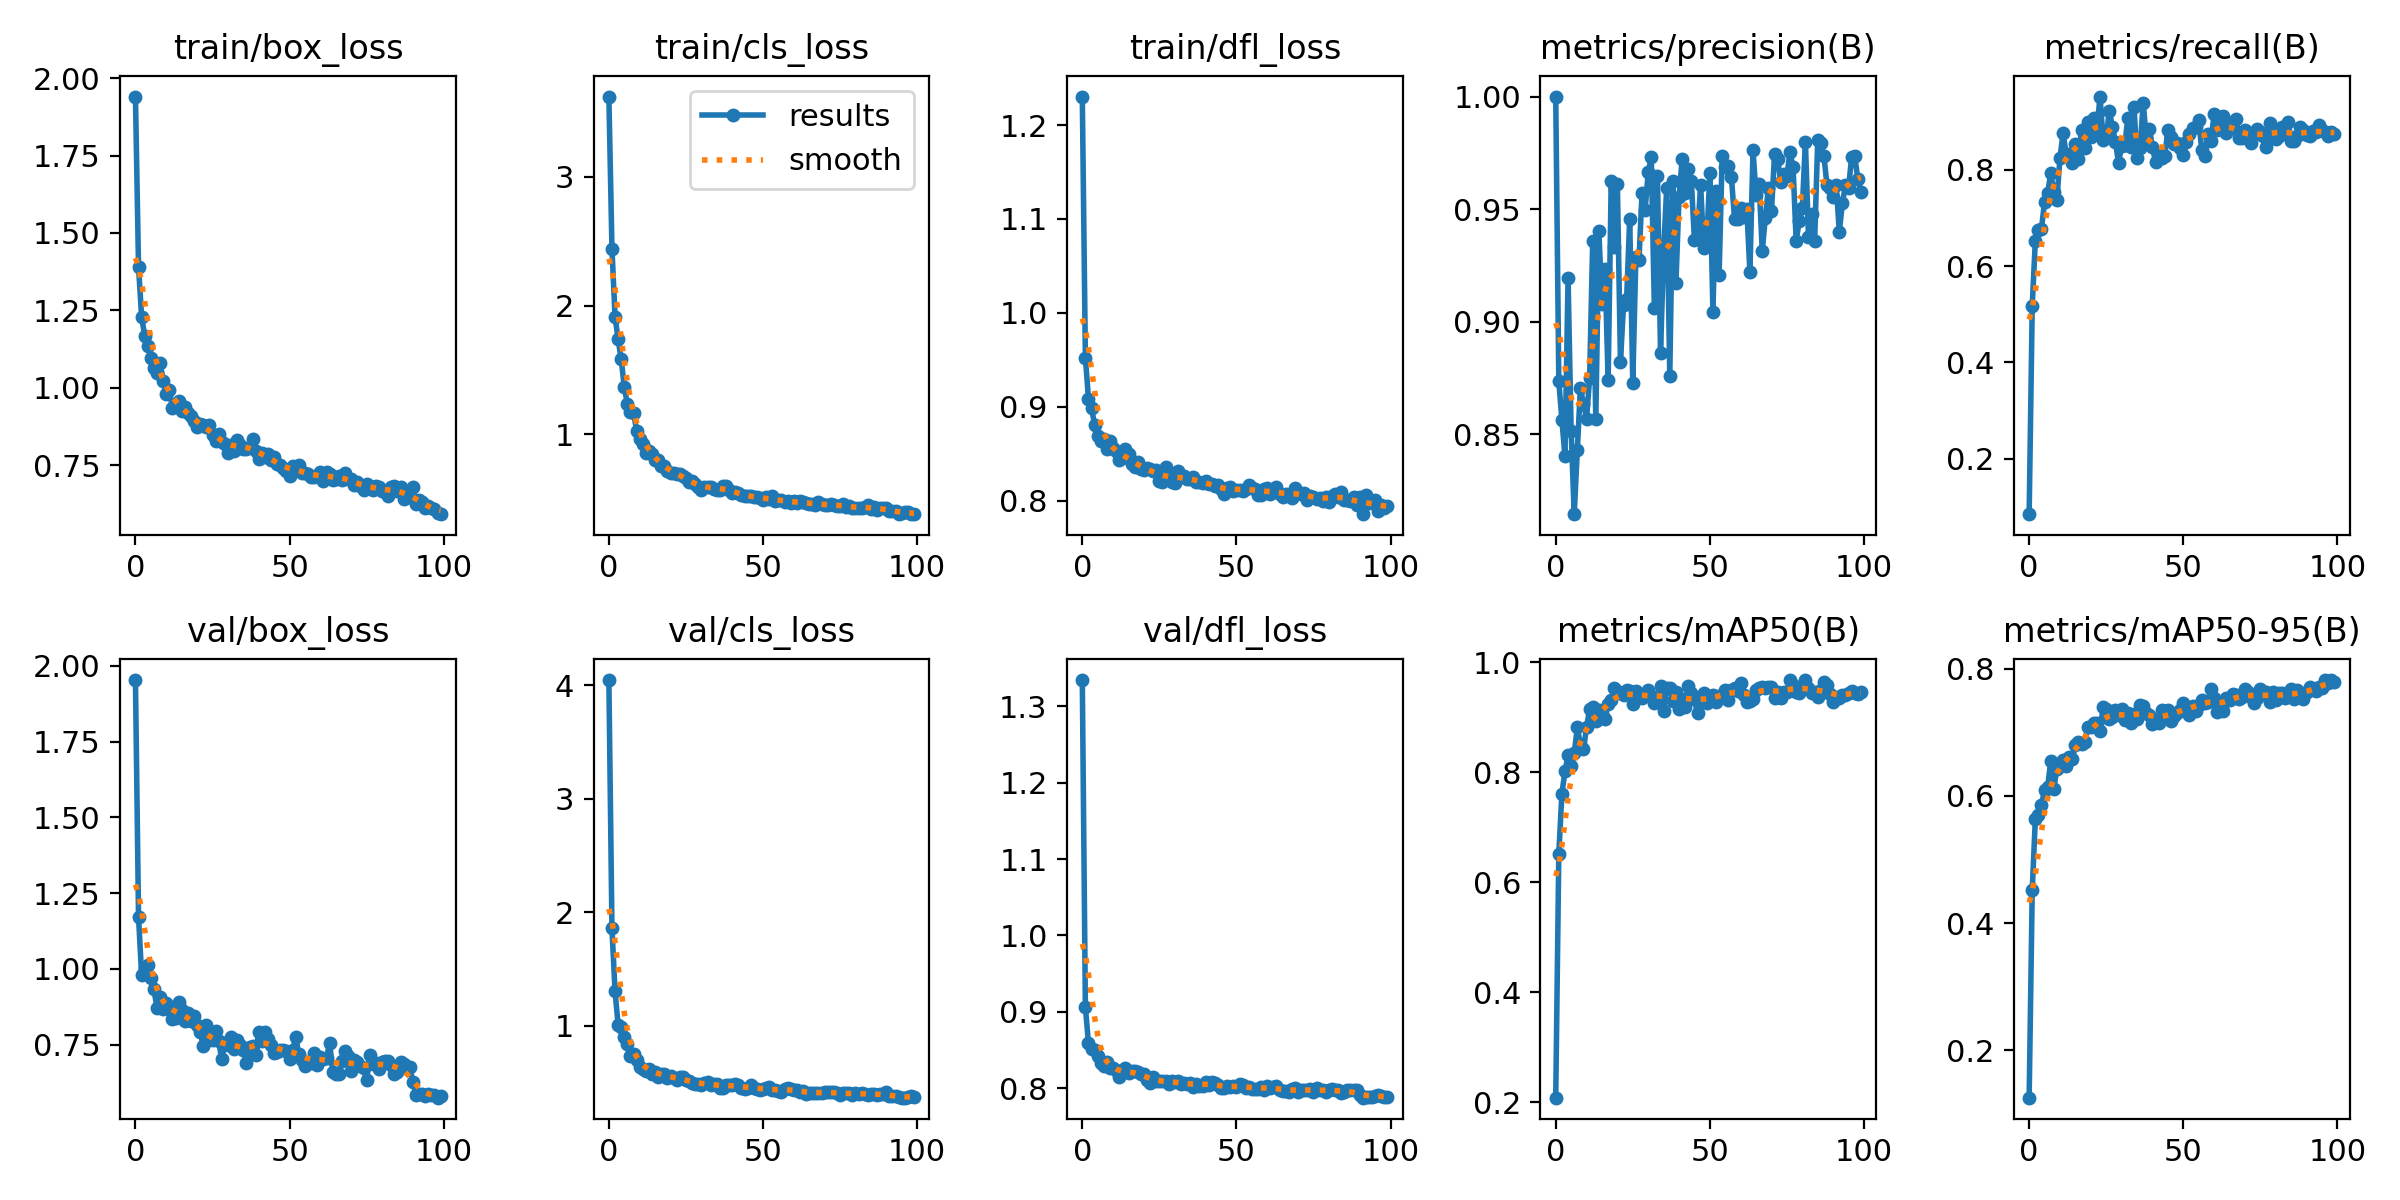 train/box_loss
2.00
1.75
1.50
1.25
1.00
0.75
0 50 100
train/cls_loss
results
smooth
3
2
1
0 50 100
train/dfl_loss
1.2
1.1
1.0
0.9
0.8
0 50 100
metrics/precision(B)
1.00
0.95
0.90
0.85
0 50 100
metrics/recall(B)
0.8
0.6
0.4
0.2
0 50 100
val/box_loss
2.00
1.75
1.50
1.25
1.00
0.75
0 50 100
val/cls_loss
4
3
2
1
0 50 100
val/dfl_loss
1.3
1.2
1.1
1.0
0.9
0.8
0 50 100
metrics/mAP50(B)
1.0
0.8
0.6
0.4
0.2
0 50 100
metrics/mAP50-95(B)
0.8
0.6
0.4
0.2
0 50 100